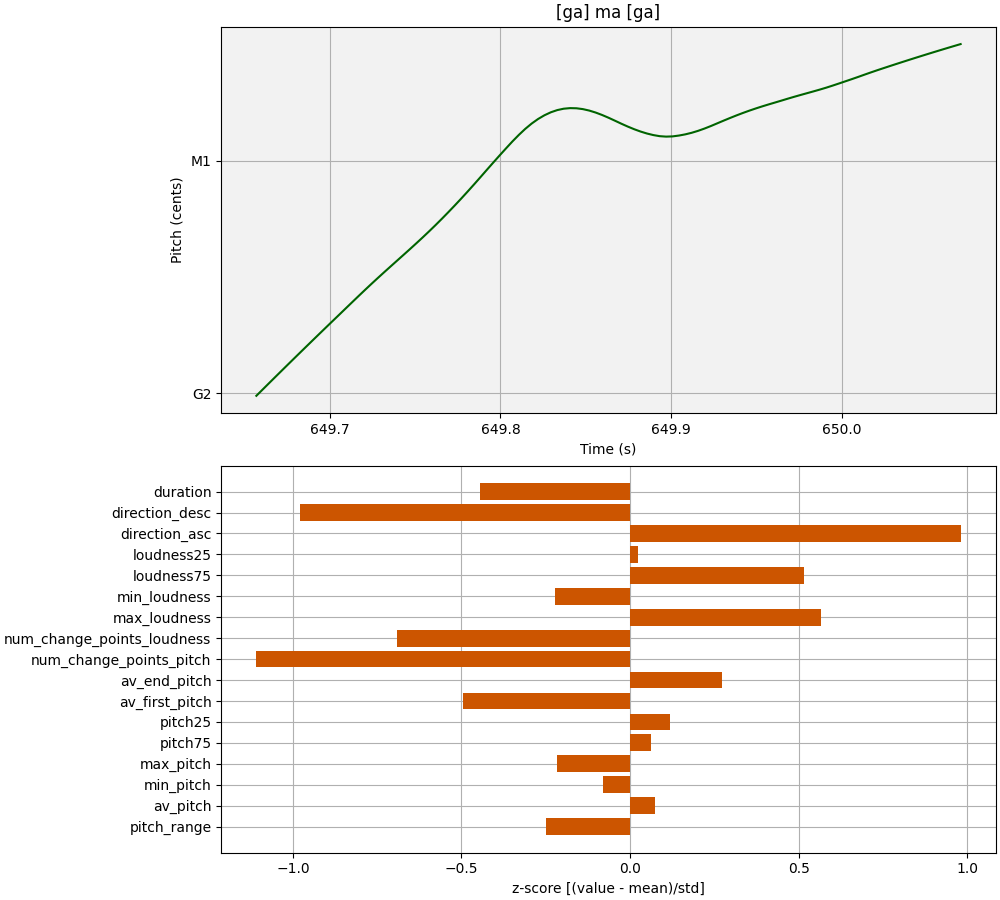 [ga] ma [ga]
M1
G2
Pitch (cents)
649.7 649.8 649.9 650.0
Time (s)
duration
direction_desc
direction_asc
loudness25
loudness75
min_loudness
max_loudness
num_change_points_loudness
num_change_points_pitch
av_end_pitch
av_first_pitch
pitch25
pitch75
max_pitch
min_pitch
av_pitch
pitch_range
−1.0 −0.5 0.0 0.5 1.0
z-score [(value - mean)/std]